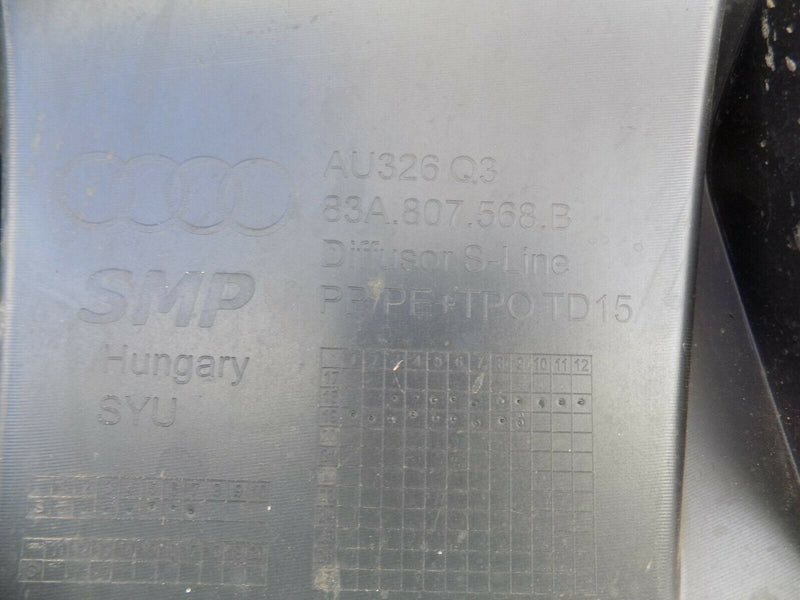 AU326 Q3
83A.807.568.B
Diffusor S-Line
PP/PE+TPO TD15
SMP
Hungary
SYU
2 3 4 5 6 7 8 9 10 11 12